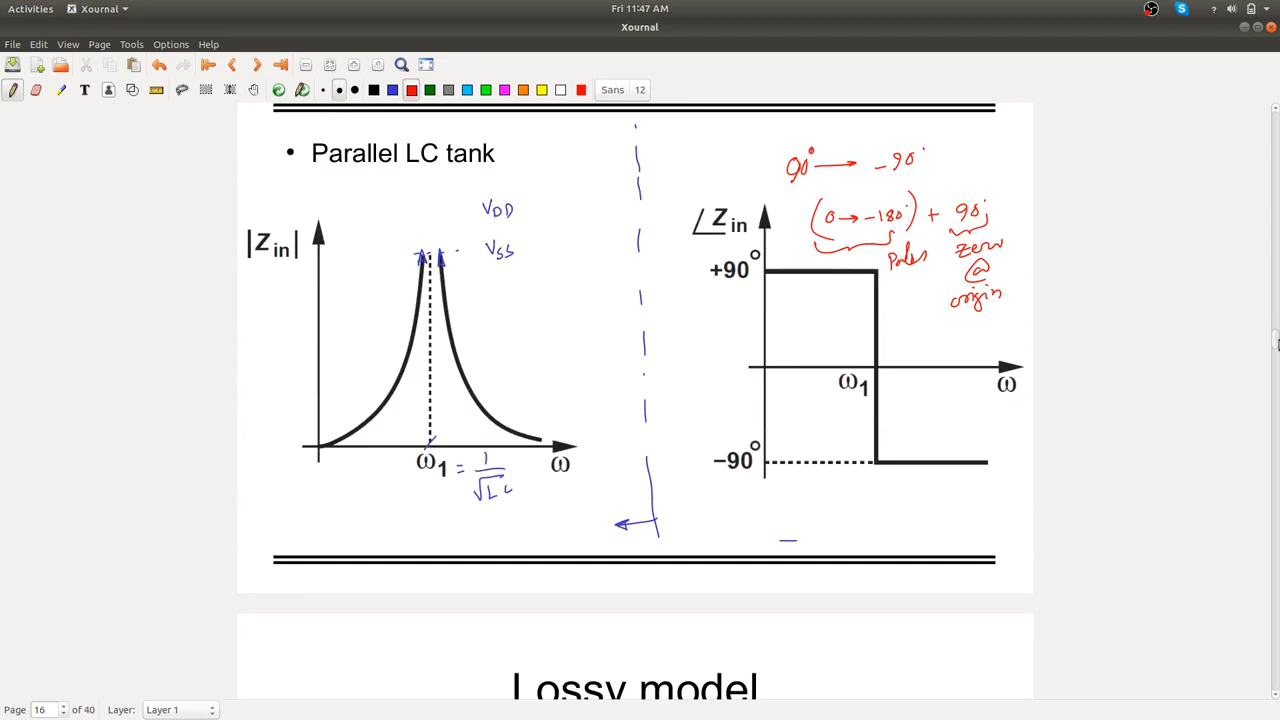 Activities Xournal Fri 11:47 AM
Xournal
File Edit View Page Tools Options Help
Sans 12
• Parallel LC tank
90° → -90°
(0 → -180°) + 90°
Poles
zero
@
origin
VDD
VSS
|Zin|
∠Zin
+90°
ω1
ω
−90°
ω1 = 1/√LC
ω
Lossy model
Page 16 of 40 Layer: Layer 1